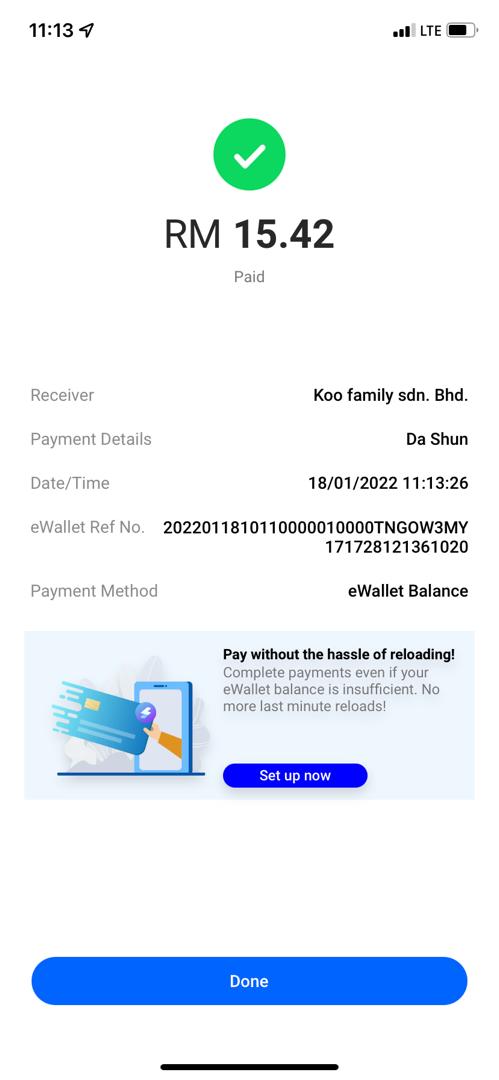 11:13
LTE
RM 15.42
Paid
Receiver Koo family sdn. Bhd.
Payment Details Da Shun
Date/Time 18/01/2022 11:13:26
eWallet Ref No. 20220118101110000010000TNGOW3MY
171728121361020
Payment Method eWallet Balance
Pay without the hassle of reloading!
Complete payments even if your
eWallet balance is insufficient. No
more last minute reloads!
Set up now
Done